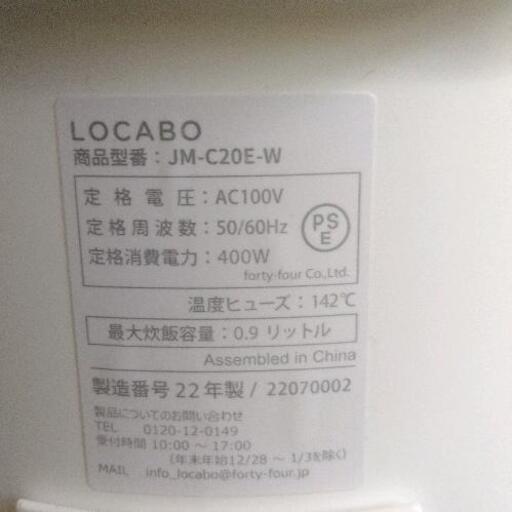 LOCABO
商品型番：JM-C20E-W
定格電圧：AC100V
定格周波数：50/60Hz
定格消費電力：400W
PS
E
forty-four Co.,Ltd.
温度ヒューズ：142℃
最大炊飯容量：0.9 リットル
Assembled in China
製造番号 22年製 / 22070002
製品についてのお問い合わせ
TEL 0120-12-0149
受付時間 10:00 ～ 17:00
（年末年始12/28 ～ 1/3を除く）
MAIL info_locabo@forty-four.jp